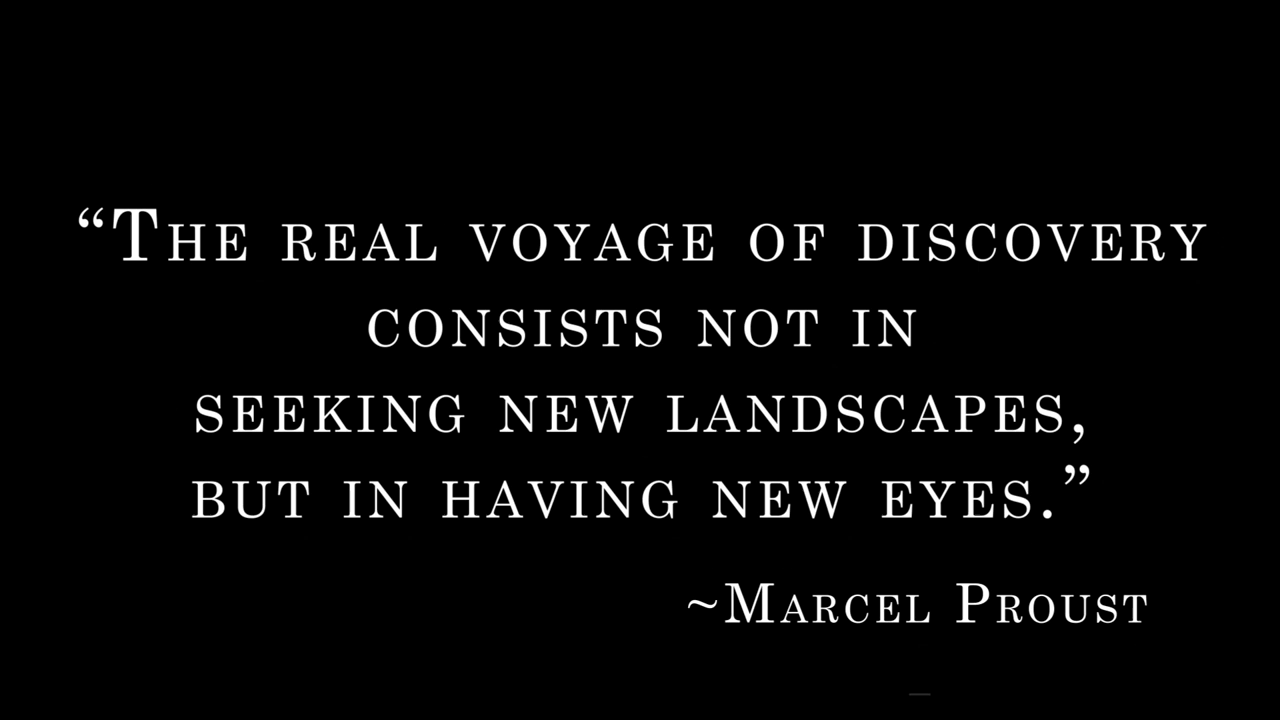 “The real voyage of discovery
consists not in
seeking new landscapes,
but in having new eyes.”
~Marcel Proust